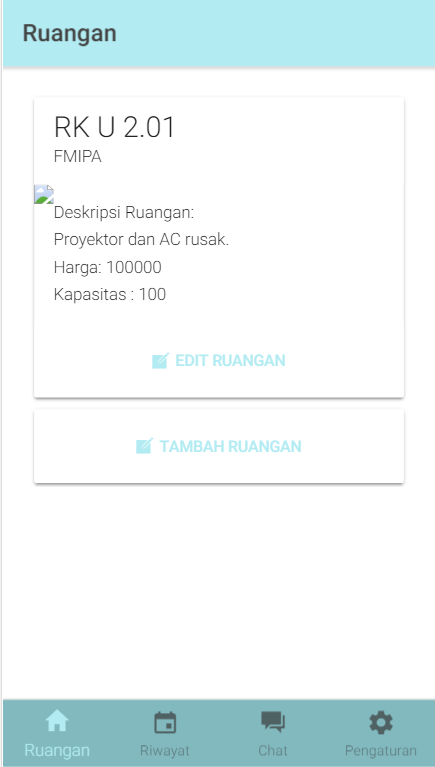 Ruangan
RK U 2.01
FMIPA
Deskripsi Ruangan:
Proyektor dan AC rusak.
Harga: 100000
Kapasitas : 100
EDIT RUANGAN
TAMBAH RUANGAN
Ruangan
Riwayat
Chat
Pengaturan